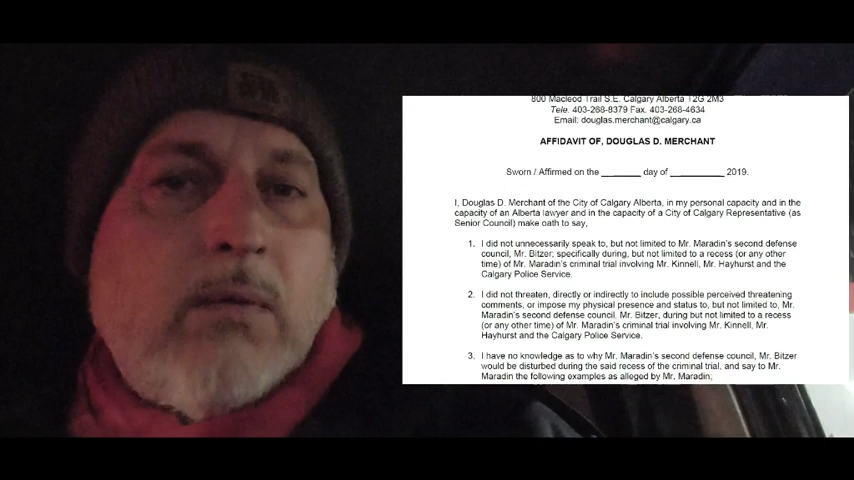 800 Macleod Trail S.E. Calgary Alberta T2G 2M3
Tele. 403-268-8379 Fax. 403-268-4634
Email: douglas.merchant@calgary.ca
AFFIDAVIT OF, DOUGLAS D. MERCHANT
Sworn / Affirmed on the ________ day of ___________ 2019.
I, Douglas D. Merchant of the City of Calgary Alberta, in my personal capacity and in the
capacity of an Alberta lawyer and in the capacity of a City of Calgary Representative (as
Senior Council) make oath to say,
1. I did not unnecessarily speak to, but not limited to Mr. Maradin's second defense
council, Mr. Bitzer; specifically during, but not limited to a recess (or any other
time) of Mr. Maradin's criminal trial involving Mr. Kinnell, Mr. Hayhurst and the
Calgary Police Service.
2. I did not threaten, directly or indirectly to include possible perceived threatening
comments, or impose my physical presence and status to, but not limited to, Mr.
Maradin's second defense council, Mr. Bitzer, during but not limited to a recess
(or any other time) of Mr. Maradin's criminal trial involving Mr. Kinnell, Mr.
Hayhurst and the Calgary Police Service.
3. I have no knowledge as to why Mr. Maradin's second defense council, Mr. Bitzer
would be disturbed during the said recess of the criminal trial, and say to Mr.
Maradin the following examples as alleged by Mr. Maradin;